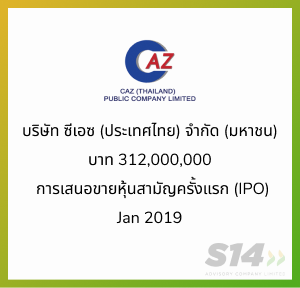 CAZ
CAZ (THAILAND)
PUBLIC COMPANY LIMITED
บริษัท ซีเอซ (ประเทศไทย) จำกัด (มหาชน)
บาท 312,000,000
การเสนอขายหุ้นสามัญครั้งแรก (IPO)
Jan 2019
S14
ADVISORY COMPANY LIMITED